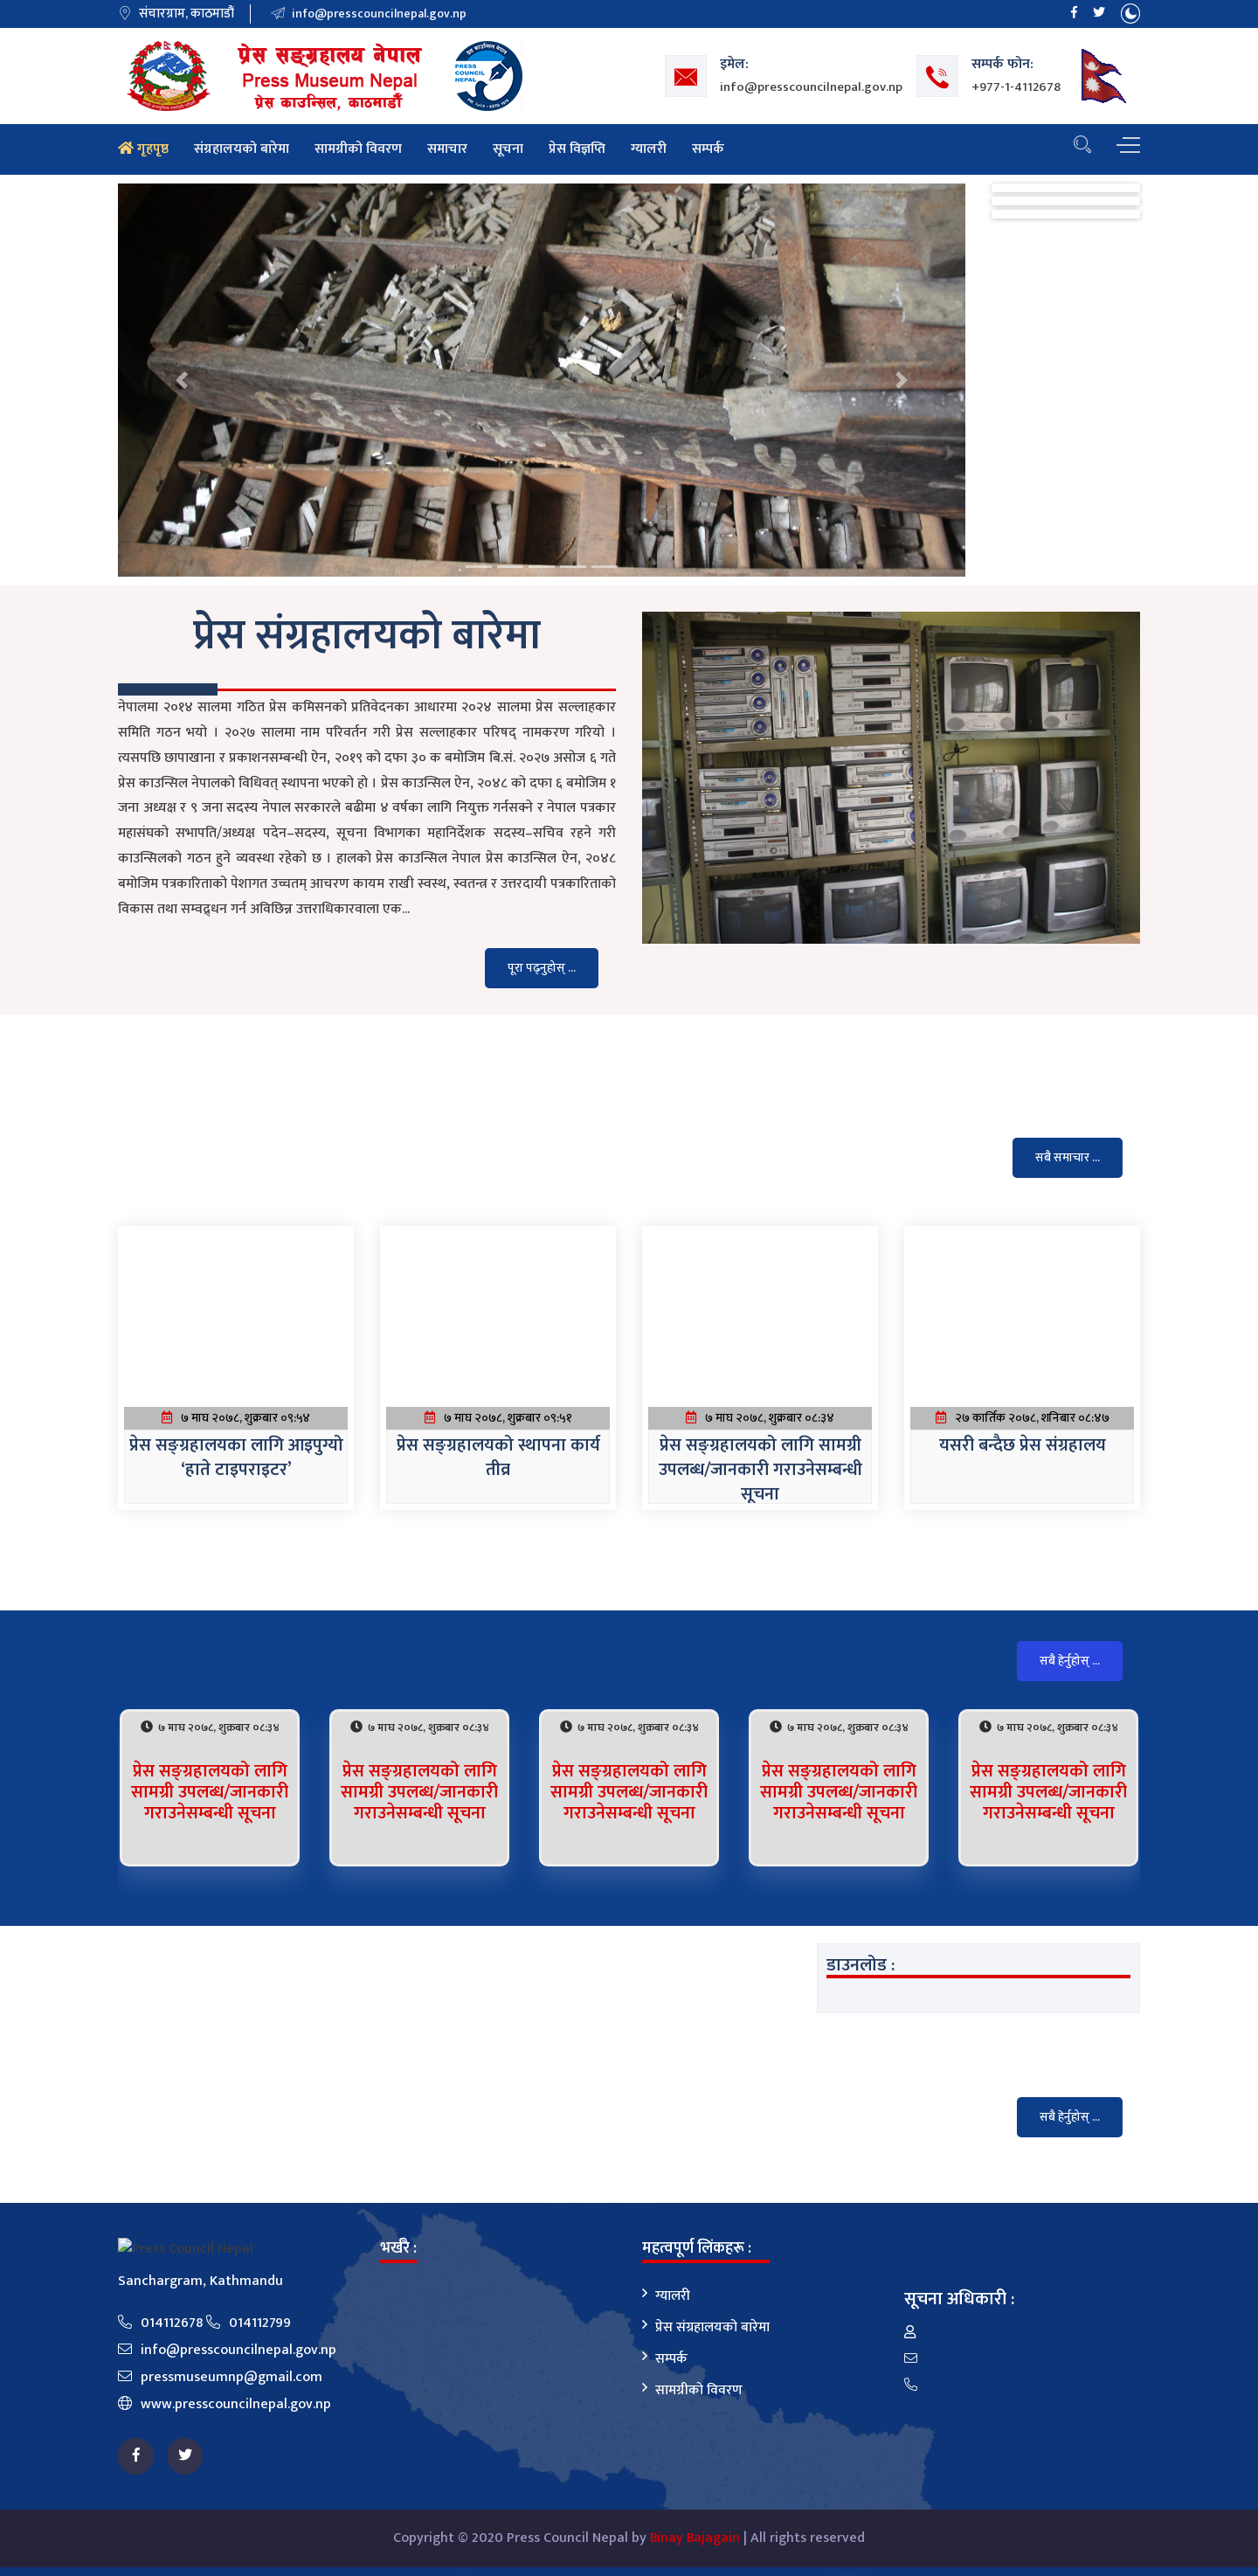 संचारग्राम, काठमाडौं
info@presscouncilnepal.gov.np
प्रेस सङ्ग्रहालय नेपाल
Press Museum Nepal
प्रेस काउन्सिल, काठमाडौँ
PRESS
COUNCIL
NEPAL
इमेल:
info@presscouncilnepal.gov.np
सम्पर्क फोन:
+977-1-4112678
गृहपृष्ठ
संग्रहालयको बारेमा
सामग्रीको विवरण
समाचार
सूचना
प्रेस विज्ञप्ति
ग्यालरी
सम्पर्क
प्रेस संग्रहालयको बारेमा
नेपालमा २०१४ सालमा गठित प्रेस कमिसनको प्रतिवेदनका आधारमा २०२४ सालमा प्रेस सल्लाहकार
समिति गठन भयो । २०२७ सालमा नाम परिवर्तन गरी प्रेस सल्लाहकार परिषद् नामकरण गरियो ।
त्यसपछि छापाखाना र प्रकाशनसम्बन्धी ऐन, २०१९ को दफा ३० क बमोजिम बि.सं. २०२७ असोज ६ गते
प्रेस काउन्सिल नेपालको विधिवत् स्थापना भएको हो । प्रेस काउन्सिल ऐन, २०४८ को दफा ६ बमोजिम १
जना अध्यक्ष र ९ जना सदस्य नेपाल सरकारले बढीमा ४ वर्षका लागि नियुक्त गर्नसक्ने र नेपाल पत्रकार
महासंघको सभापति/अध्यक्ष पदेन–सदस्य, सूचना विभागका महानिर्देशक सदस्य–सचिव रहने गरी
काउन्सिलको गठन हुने व्यवस्था रहेको छ । हालको प्रेस काउन्सिल नेपाल प्रेस काउन्सिल ऐन, २०४८
बमोजिम पत्रकारिताको पेशागत उच्चतम् आचरण कायम राखी स्वस्थ, स्वतन्त्र र उत्तरदायी पत्रकारिताको
विकास तथा सम्वद्र्धन गर्न अविछिन्न उत्तराधिकारवाला एक...
पूरा पढ्नुहोस् ...
सबै समाचार ...
७ माघ २०७८, शुक्रबार ०९:५४
प्रेस सङ्ग्रहालयका लागि आइपुग्यो
‘हाते टाइपराइटर’
७ माघ २०७८, शुक्रबार ०९:५१
प्रेस सङ्ग्रहालयको स्थापना कार्य
तीव्र
७ माघ २०७८, शुक्रबार ०८:३४
प्रेस सङ्ग्रहालयको लागि सामग्री
उपलब्ध/जानकारी गराउनेसम्बन्धी
सूचना
२७ कार्तिक २०७८, शनिबार ०८:४७
यसरी बन्दैछ प्रेस संग्रहालय
सबै हेर्नुहोस् ...
७ माघ २०७८, शुक्रबार ०८:३४
प्रेस सङ्ग्रहालयको लागि
सामग्री उपलब्ध/जानकारी
गराउनेसम्बन्धी सूचना
७ माघ २०७८, शुक्रबार ०८:३४
प्रेस सङ्ग्रहालयको लागि
सामग्री उपलब्ध/जानकारी
गराउनेसम्बन्धी सूचना
७ माघ २०७८, शुक्रबार ०८:३४
प्रेस सङ्ग्रहालयको लागि
सामग्री उपलब्ध/जानकारी
गराउनेसम्बन्धी सूचना
७ माघ २०७८, शुक्रबार ०८:३४
प्रेस सङ्ग्रहालयको लागि
सामग्री उपलब्ध/जानकारी
गराउनेसम्बन्धी सूचना
७ माघ २०७८, शुक्रबार ०८:३४
प्रेस सङ्ग्रहालयको लागि
सामग्री उपलब्ध/जानकारी
गराउनेसम्बन्धी सूचना
डाउनलोड :
सबै हेर्नुहोस् ...
Press Council Nepal
Sanchargram, Kathmandu
014112678 014112799
info@presscouncilnepal.gov.np
pressmuseumnp@gmail.com
www.presscouncilnepal.gov.np
भर्खरै :
महत्वपूर्ण लिंकहरू :
ग्यालरी
प्रेस संग्रहालयको बारेमा
सम्पर्क
सामग्रीको विवरण
सूचना अधिकारी :
Copyright © 2020 Press Council Nepal by Binay Bajagain | All rights reserved